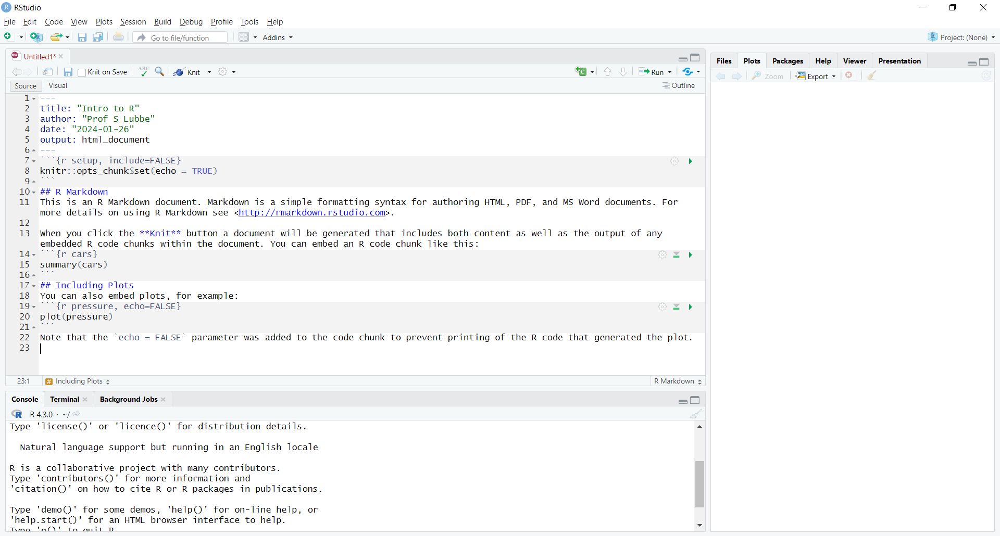 RStudio
File Edit Code View Plots Session Build Debug Profile Tools Help
Go to file/function Addins Project: (None)
Untitled1*
Knit on Save ABC Knit Run
Source Visual Outline
1 ---
2 title: "Intro to R"
3 author: "Prof S Lubbe"
4 date: "2024-01-26"
5 output: html_document
6 ---
7 ```{r setup, include=FALSE}
8 knitr::opts_chunk$set(echo = TRUE)
9 ```
10 ## R Markdown
11 This is an R Markdown document. Markdown is a simple formatting syntax for authoring HTML, PDF, and MS Word documents. For
more details on using R Markdown see <http://rmarkdown.rstudio.com>.
12
13 When you click the **Knit** button a document will be generated that includes both content as well as the output of any
embedded R code chunks within the document. You can embed an R code chunk like this:
14 ```{r cars}
15 summary(cars)
16 ```
17 ## Including Plots
18 You can also embed plots, for example:
19 ```{r pressure, echo=FALSE}
20 plot(pressure)
21 ```
22 Note that the `echo = FALSE` parameter was added to the code chunk to prevent printing of the R code that generated the plot.
23
23:1 # Including Plots R Markdown
Console Terminal Background Jobs
R R 4.3.0 · ~/
Type 'license()' or 'licence()' for distribution details.
Natural language support but running in an English locale
R is a collaborative project with many contributors.
Type 'contributors()' for more information and
'citation()' on how to cite R or R packages in publications.
Type 'demo()' for some demos, 'help()' for on-line help, or
'help.start()' for an HTML browser interface to help.
Type 'q()' to quit R
Files Plots Packages Help Viewer Presentation
Zoom Export